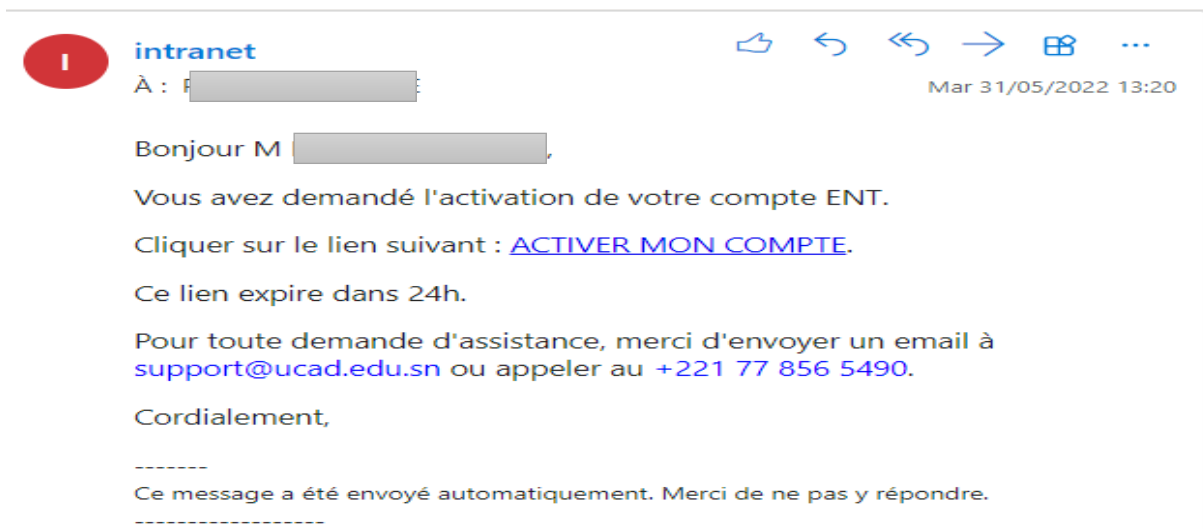 I
intranet
À :
Mar 31/05/2022 13:20
Bonjour M ,
Vous avez demandé l'activation de votre compte ENT.
Cliquer sur le lien suivant : ACTIVER MON COMPTE.
Ce lien expire dans 24h.
Pour toute demande d'assistance, merci d'envoyer un email à
support@ucad.edu.sn ou appeler au +221 77 856 5490.
Cordialement,
-------
Ce message a été envoyé automatiquement. Merci de ne pas y répondre.
------------------